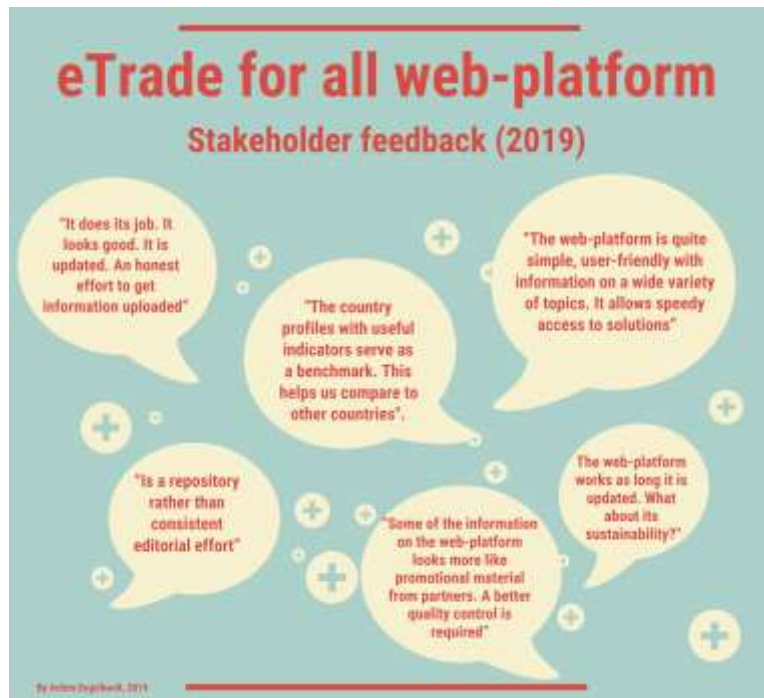 eTrade for all web-platform
Stakeholder feedback (2019)
"It does its job. It
looks good. It is
updated. An honest
effort to get
information uploaded"
"The country
profiles with useful
indicators serve as
a benchmark. This
helps us compare to
other countries".
"The web-platform is quite
simple, user-friendly with
information on a wide variety
of topics. It allows speedy
access to solutions"
"Is a repository
rather than
consistent
editorial effort"
"Some of the information
on the web-platform
looks more like
promotional material
from partners. A better
quality control is
required"
The web-platform
works as long it is
updated. What
about its
sustainability?"
By 2019